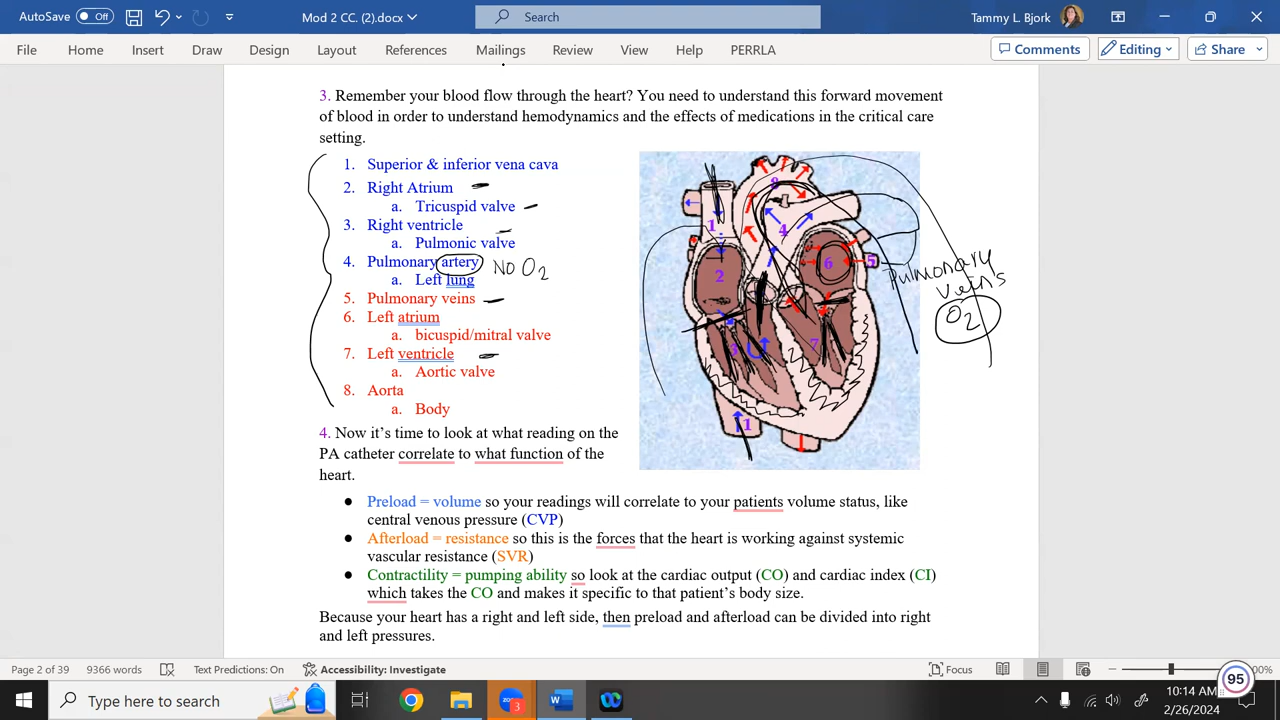 AutoSave Off Mod 2 CC. (2).docx Search Tammy L. Bjork
File Home Insert Draw Design Layout References Mailings Review View Help PERRLA Comments Editing Share
3. Remember your blood flow through the heart? You need to understand this forward movement
of blood in order to understand hemodynamics and the effects of medications in the critical care
setting.
1. Superior & inferior vena cava
2. Right Atrium
a. Tricuspid valve
3. Right ventricle
a. Pulmonic valve
4. Pulmonary artery NO O2
a. Left lung
5. Pulmonary veins
6. Left atrium
a. bicuspid/mitral valve
7. Left ventricle
a. Aortic valve
8. Aorta
a. Body
8
1
4
6
5
2
3
7
1
Pulmonary
veins
O2
4. Now it's time to look at what reading on the
PA catheter correlate to what function of the
heart.
● Preload = volume so your readings will correlate to your patients volume status, like
central venous pressure (CVP)
● Afterload = resistance so this is the forces that the heart is working against systemic
vascular resistance (SVR)
● Contractility = pumping ability so look at the cardiac output (CO) and cardiac index (CI)
which takes the CO and makes it specific to that patient's body size.
Because your heart has a right and left side, then preload and afterload can be divided into right
and left pressures.
Page 2 of 39 9366 words Text Predictions: On Accessibility: Investigate Focus 00%
95
Type here to search 3 10:14 AM
2/26/2024